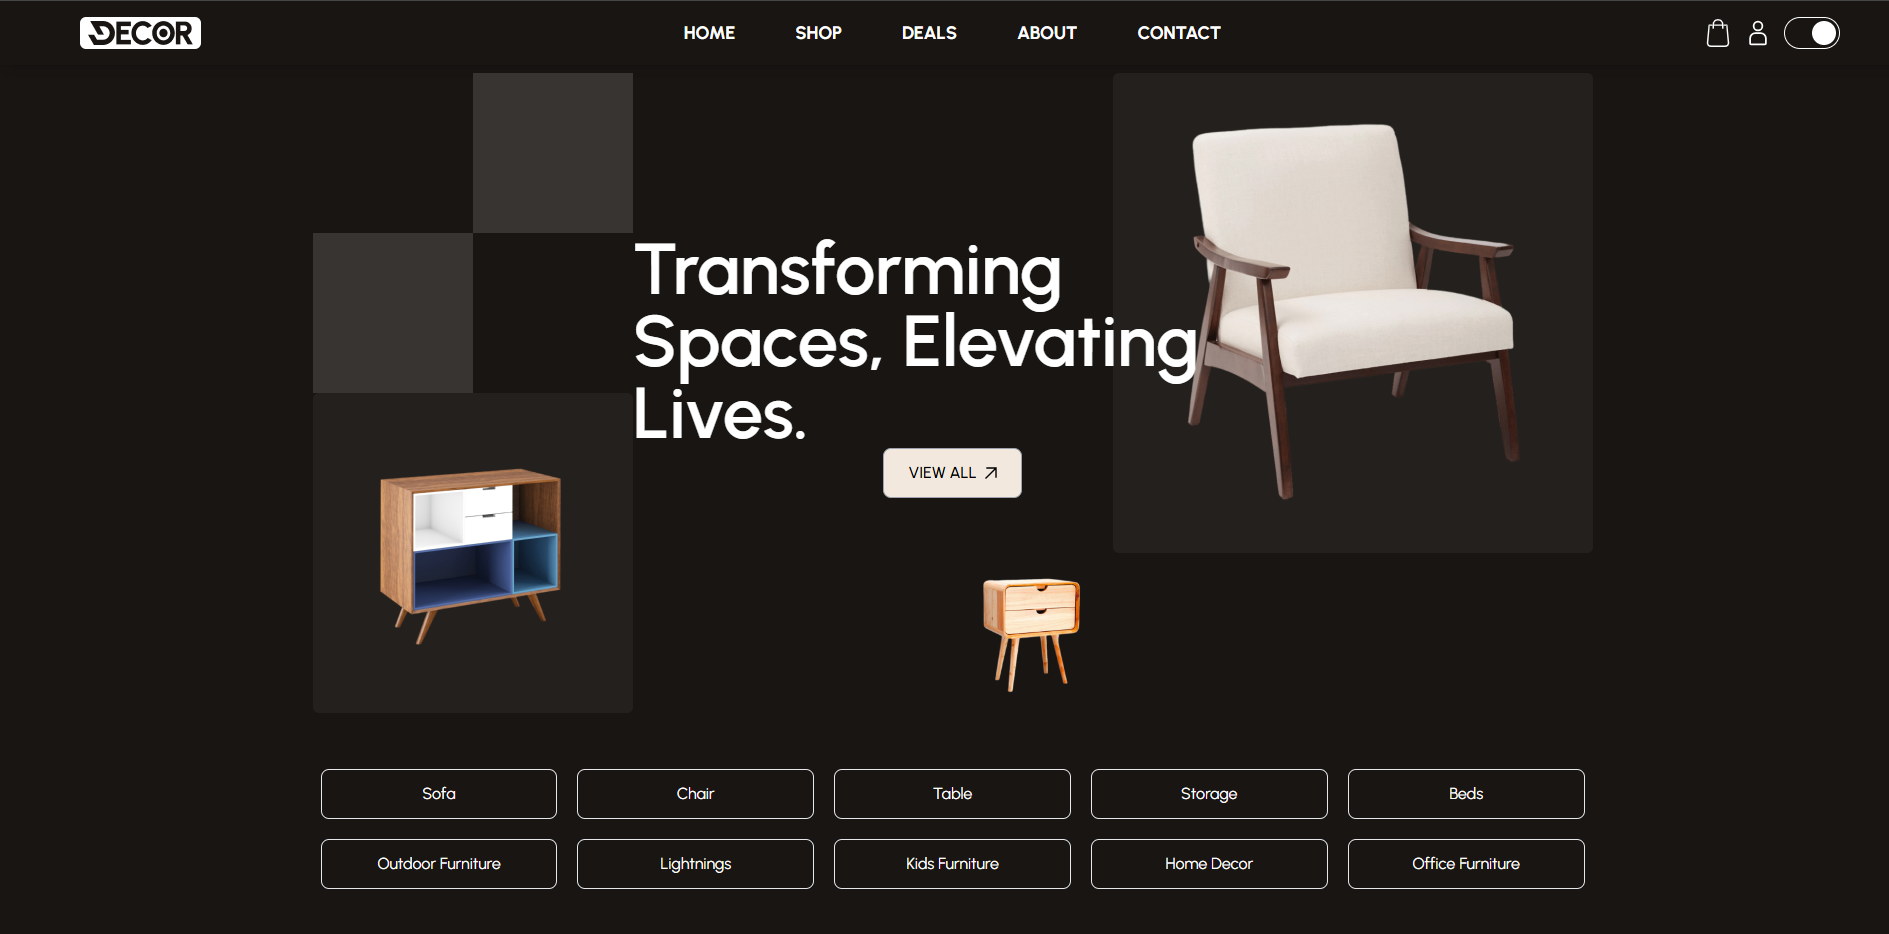 DECOR
HOME SHOP DEALS ABOUT CONTACT
Transforming
Spaces, Elevating
Lives.
VIEW ALL
Sofa Chair Table Storage Beds
Outdoor Furniture Lightnings Kids Furniture Home Decor Office Furniture